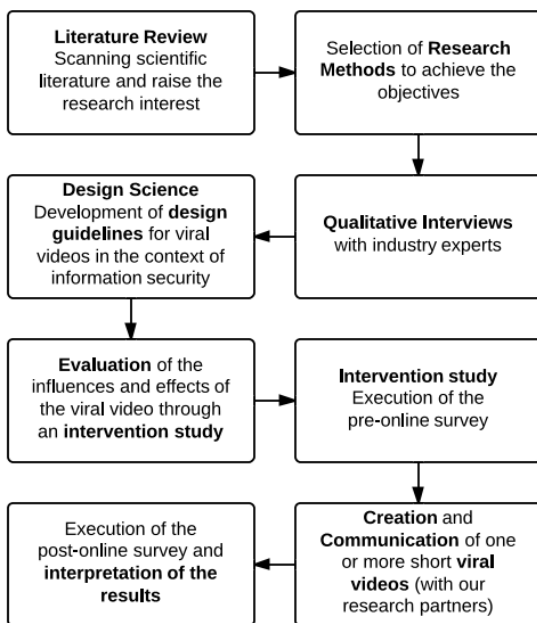 Literature Review
Scanning scientific
literature and raise the
research interest
Selection of Research
Methods to achieve the
objectives
Qualitative Interviews
with industry experts
Design Science
Development of design
guidelines for viral
videos in the context of
information security
Evaluation of the
influences and effects of
the viral video through
an intervention study
Intervention study
Execution of the
pre-online survey
Creation and
Communication of one
or more short viral
videos (with our
research partners)
Execution of the
post-online survey and
interpretation of the
results